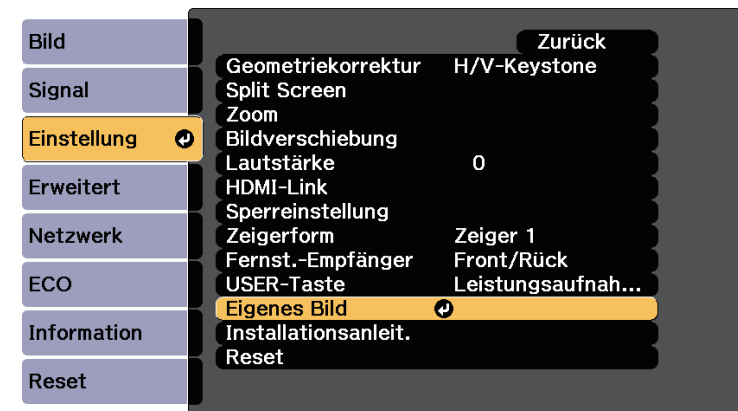 Bild
Signal
Einstellung
Erweitert
Netzwerk
ECO
Information
Reset
Zurück
Geometriekorrektur H/V-Keystone
Split Screen
Zoom
Bildverschiebung
Lautstärke 0
HDMI-Link
Sperreinstellung
Zeigerform Zeiger 1
Fernst.-Empfänger Front/Rück
USER-Taste Leistungsaufnah...
Eigenes Bild
Installationsanleit.
Reset